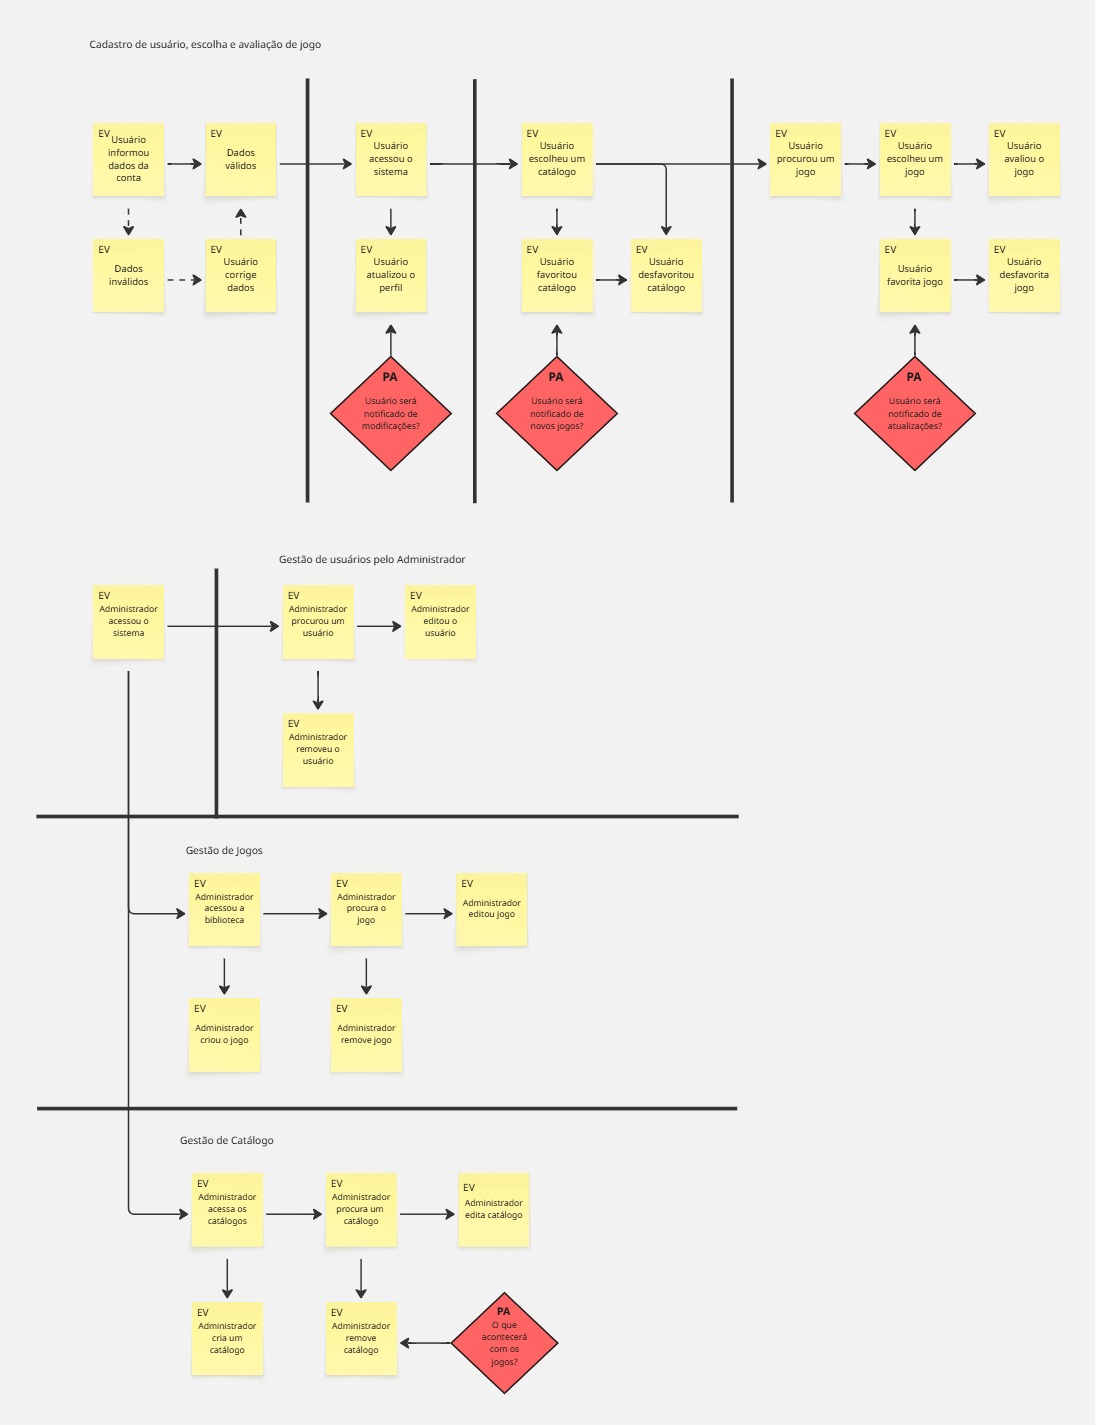 Cadastro de usuário, escolha e avaliação de jogo
EV
Usuário
informou
dados da
conta
EV
Dados
válidos
EV
Usuário
acessou o
sistema
EV
Usuário
escolheu um
catálogo
EV
Usuário
procurou um
jogo
EV
Usuário
escolheu um
jogo
EV
Usuário
avaliou o
jogo
EV
Dados
inválidos
EV
Usuário
corrige
dados
EV
Usuário
atualizou o
perfil
EV
Usuário
favoritou
catálogo
EV
Usuário
desfavoritou
catálogo
EV
Usuário
favorita jogo
EV
Usuário
desfavorita
jogo
PA
Usuário será
notificado de
modificações?
PA
Usuário será
notificado de
novos jogos?
PA
Usuário será
notificado de
atualizações?
Gestão de usuários pelo Administrador
EV
Administrador
acessou o
sistema
EV
Administrador
procurou um
usuário
EV
Administrador
editou o
usuário
EV
Administrador
removeu o
usuário
Gestão de Jogos
EV
Administrador
acessou a
biblioteca
EV
Administrador
procura o
jogo
EV
Administrador
editou jogo
EV
Administrador
criou o jogo
EV
Administrador
remove jogo
Gestão de Catálogo
EV
Administrador
acessa os
catálogos
EV
Administrador
procura um
catálogo
EV
Administrador
edita catálogo
EV
Administrador
cria um
catálogo
EV
Administrador
remove
catálogo
PA
O que
acontecerá
com os
jogos?